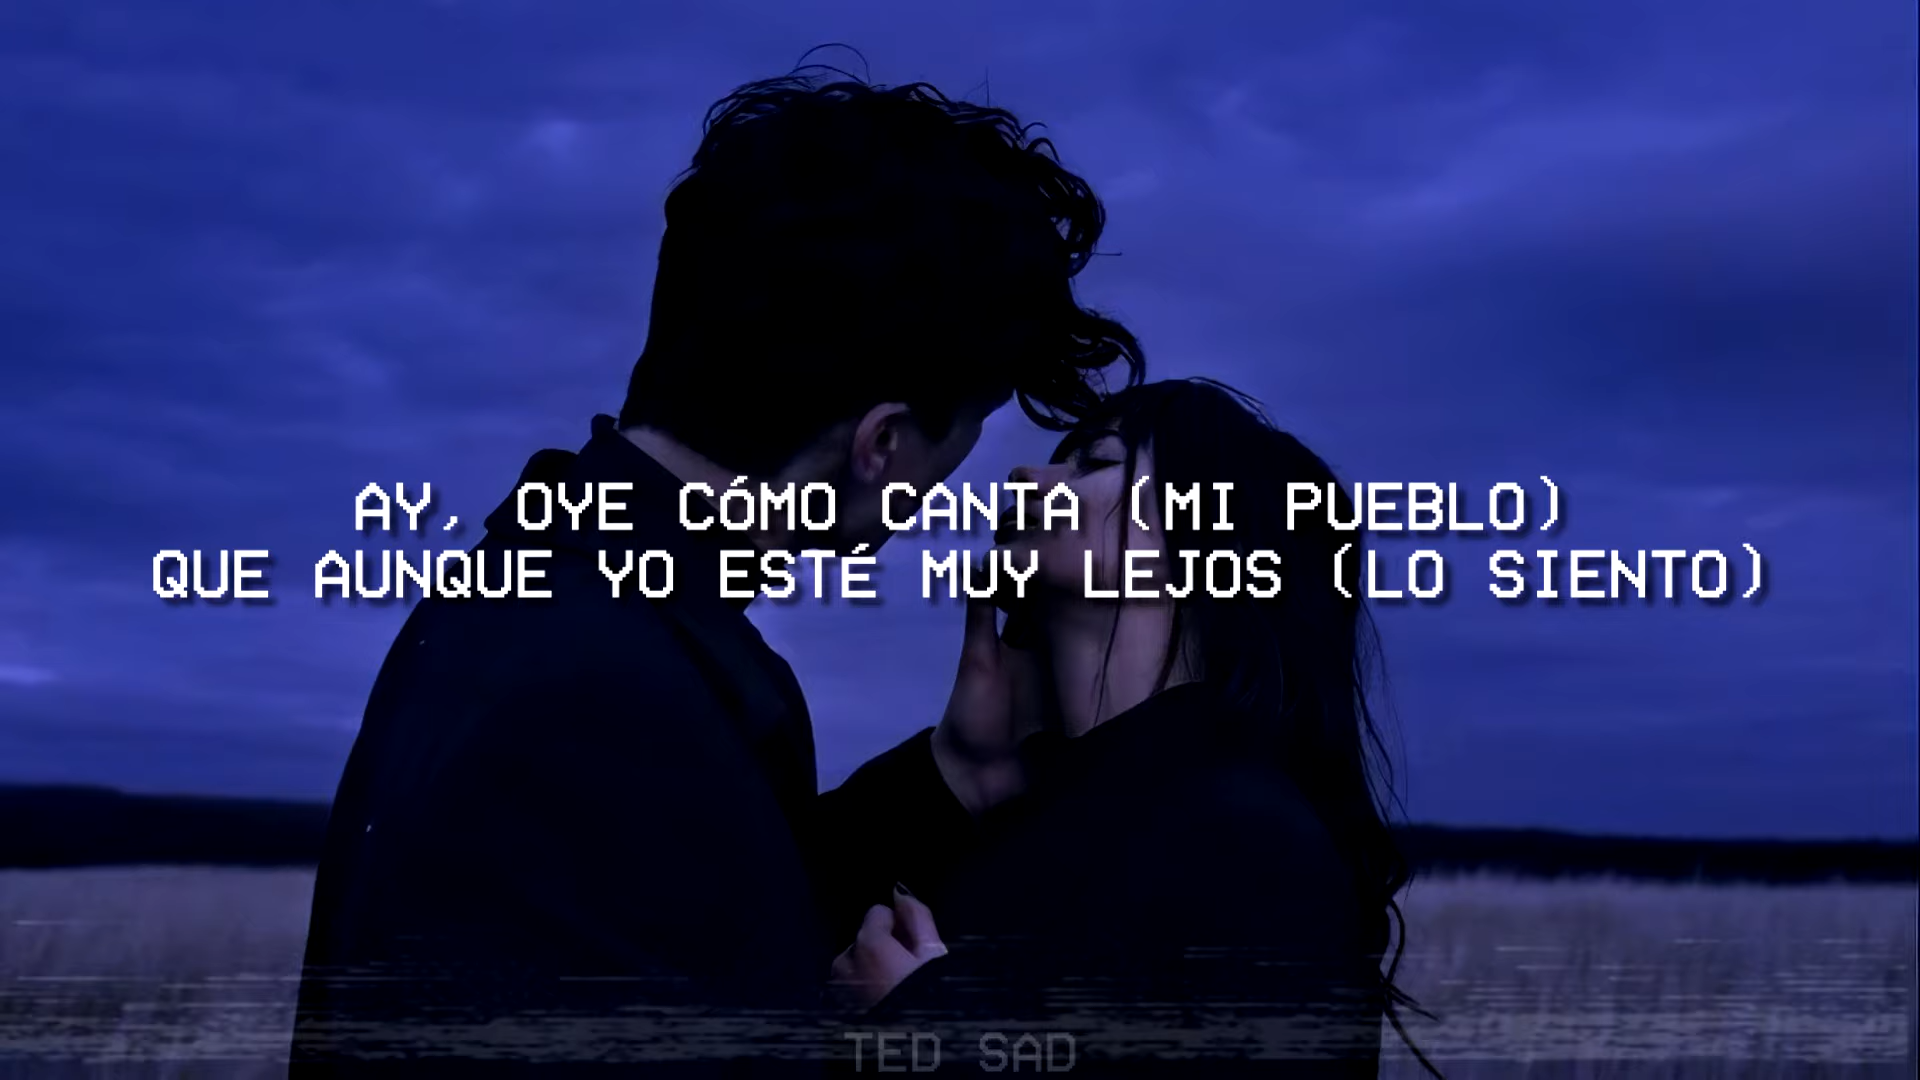 AY, OYE CÓMO CANTA (MI PUEBLO)
QUE AUNQUE YO ESTÉ MUY LEJOS (LO SIENTO)
TED SAD